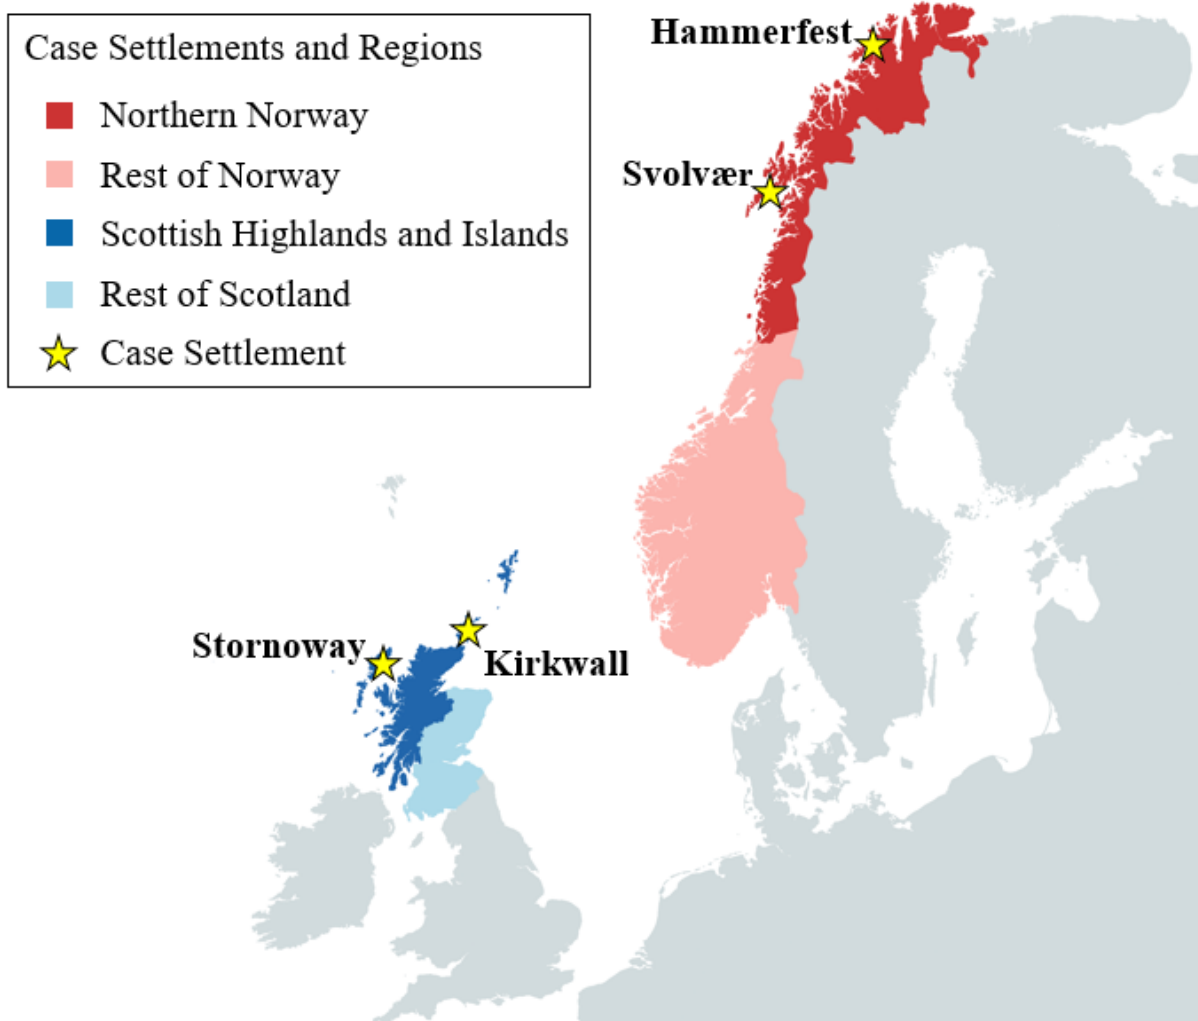 Case Settlements and Regions
Northern Norway
Rest of Norway
Scottish Highlands and Islands
Rest of Scotland
Case Settlement
Hammerfest
Svolvær
Stornoway
Kirkwall